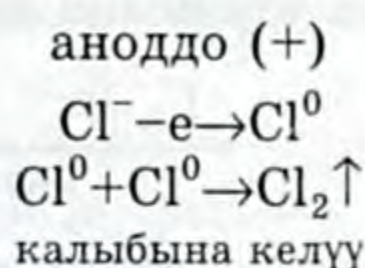 аноддо (+)
Cl⁻−e→Cl⁰
Cl⁰+Cl⁰→Cl₂↑
калыбына келүү